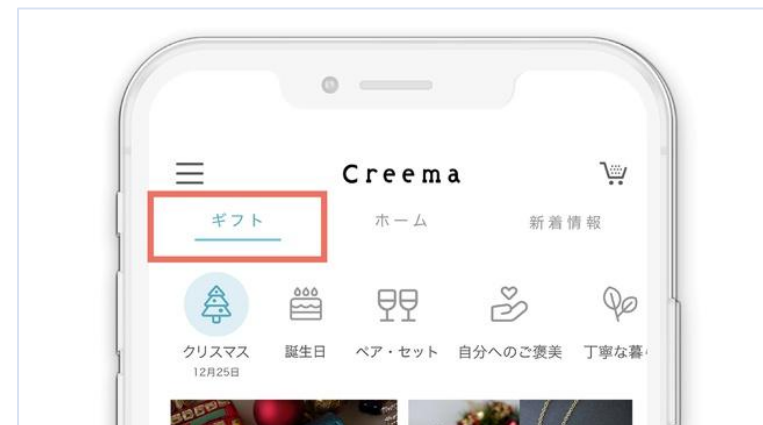 Creema
ギフト
ホーム
新着情報
クリスマス
12月25日
誕生日
ペア・セット
自分へのご褒美
丁寧な暮